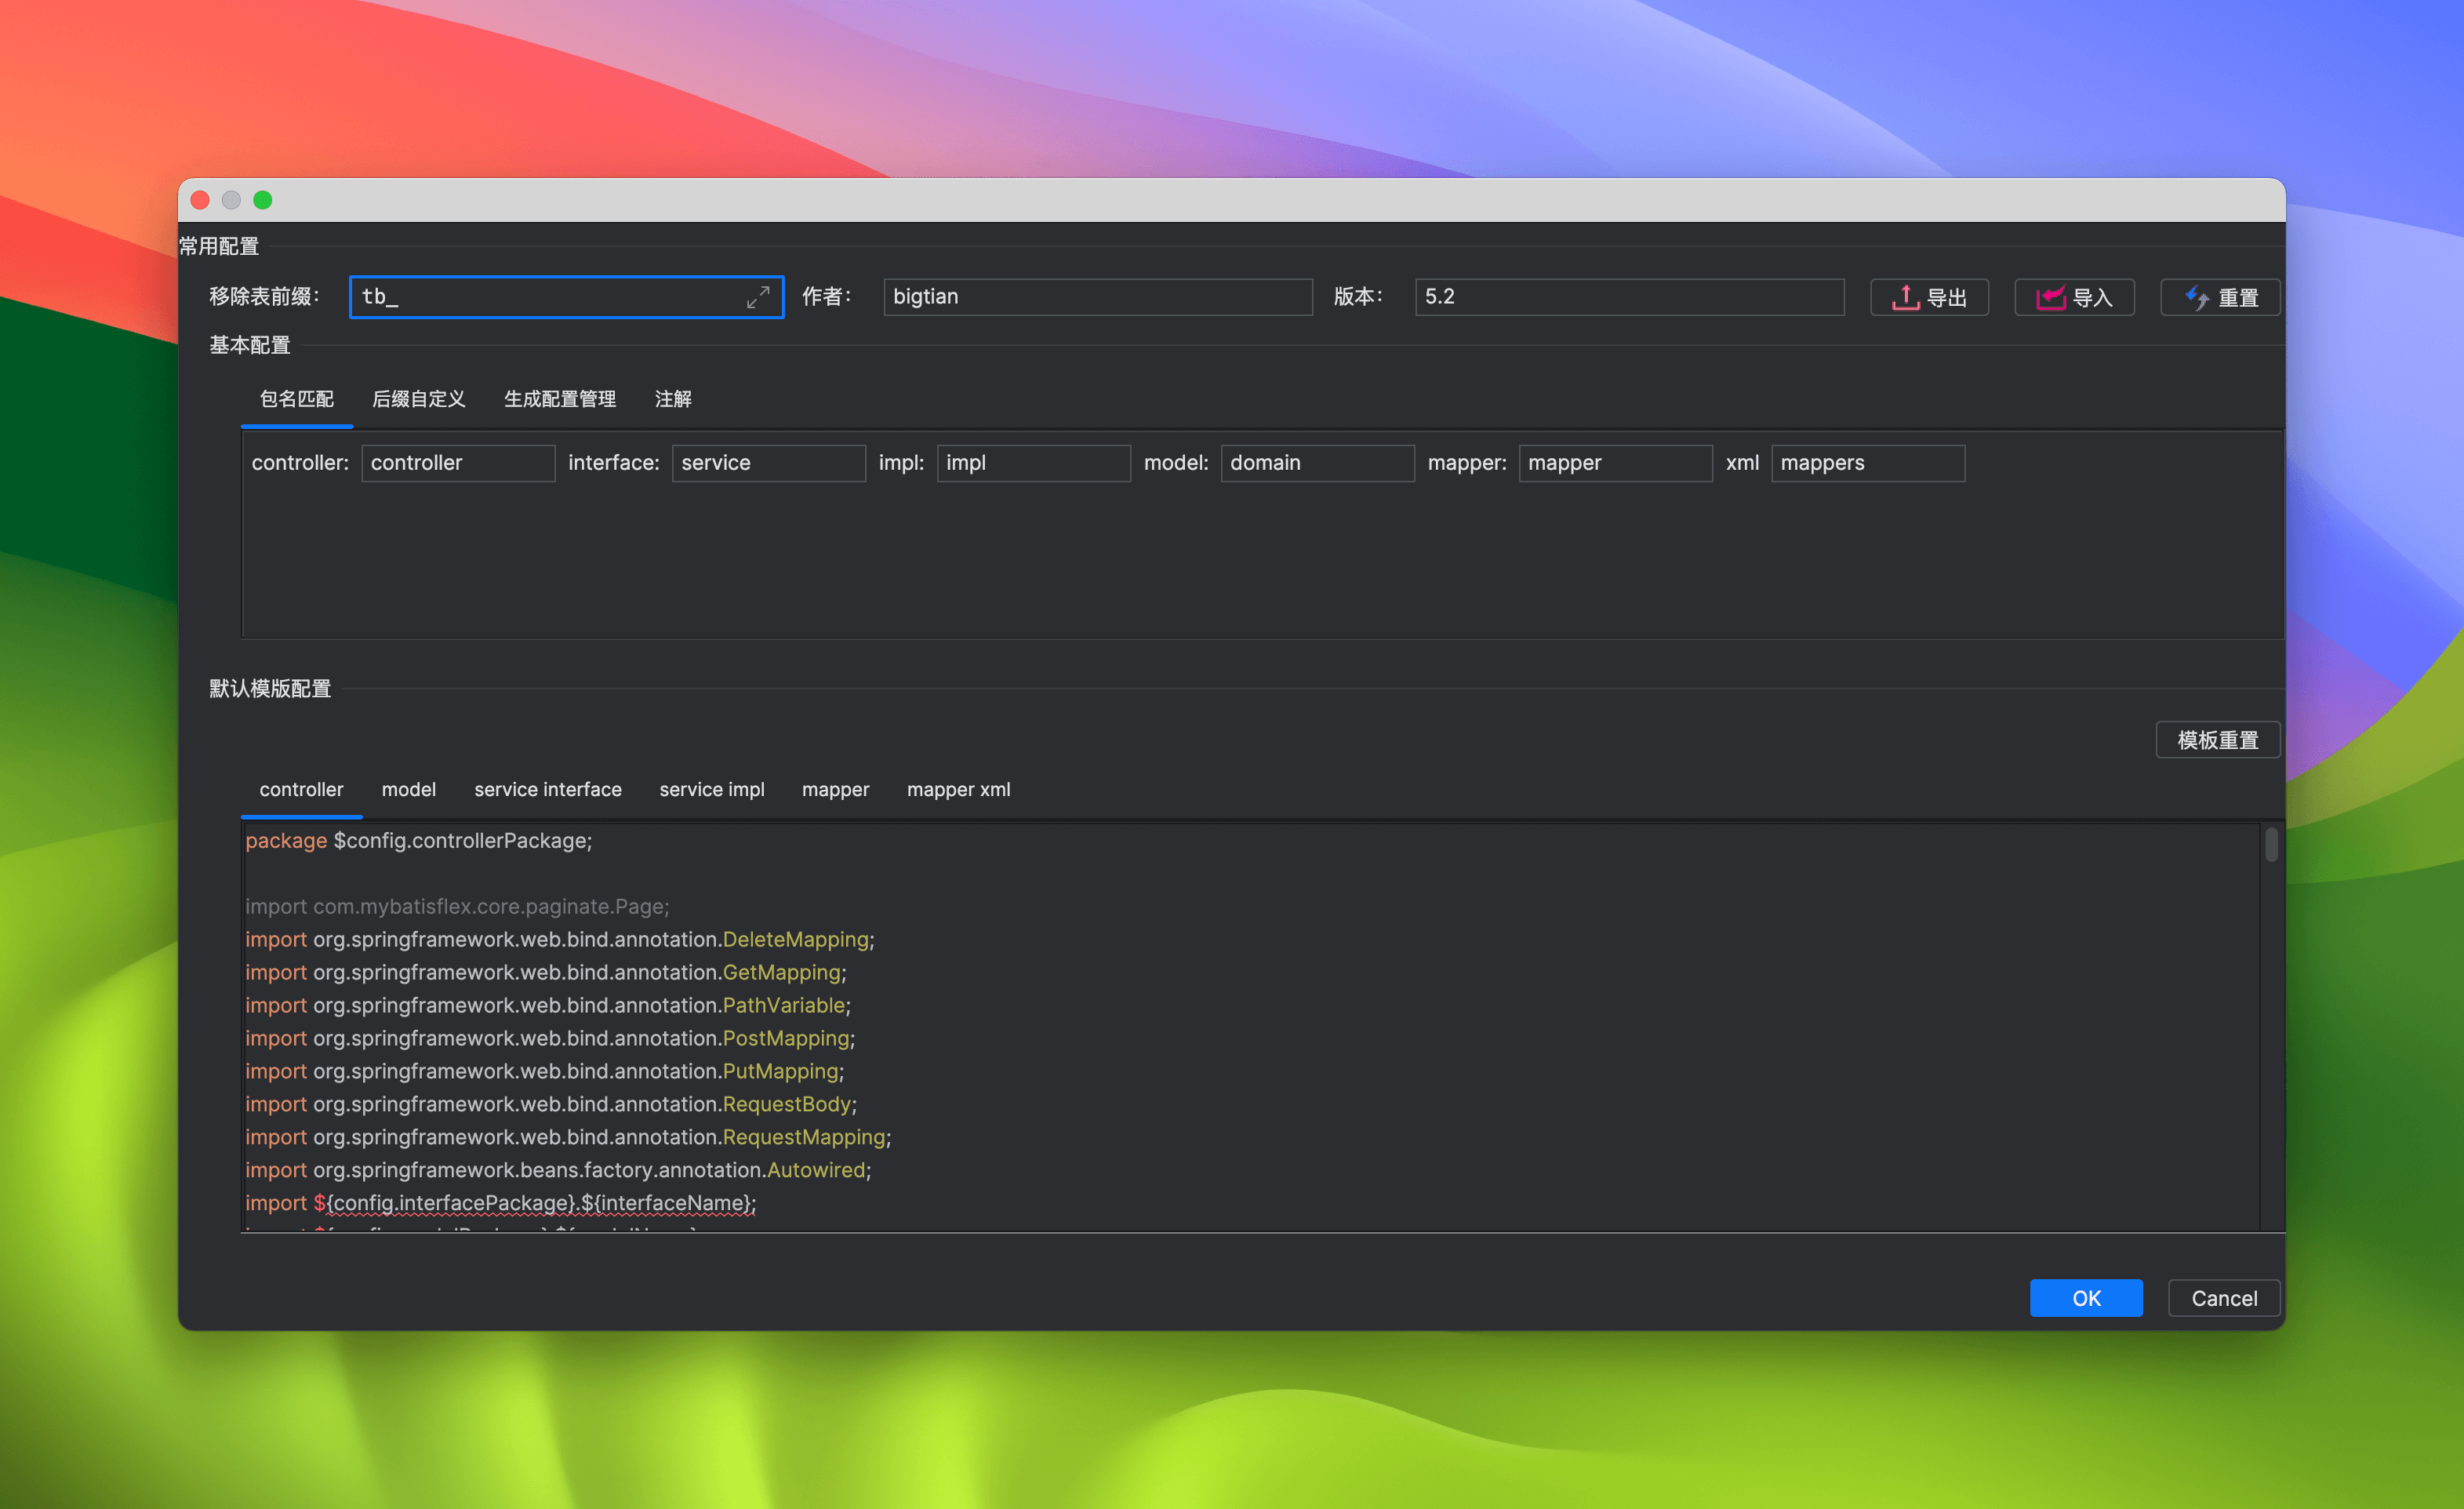 常用配置
移除表前缀： tb_ 作者： bigtian 版本： 5.2 导出 导入 重置
基本配置
包名匹配 后缀自定义 生成配置管理 注解
controller: controller interface: service impl: impl model: domain mapper: mapper xml mappers
默认模版配置
模板重置
controller model service interface service impl mapper mapper xml
package $config.controllerPackage;
import com.mybatisflex.core.paginate.Page;
import org.springframework.web.bind.annotation.DeleteMapping;
import org.springframework.web.bind.annotation.GetMapping;
import org.springframework.web.bind.annotation.PathVariable;
import org.springframework.web.bind.annotation.PostMapping;
import org.springframework.web.bind.annotation.PutMapping;
import org.springframework.web.bind.annotation.RequestBody;
import org.springframework.web.bind.annotation.RequestMapping;
import org.springframework.beans.factory.annotation.Autowired;
import ${config.interfacePackage}.${interfaceName};
OK Cancel